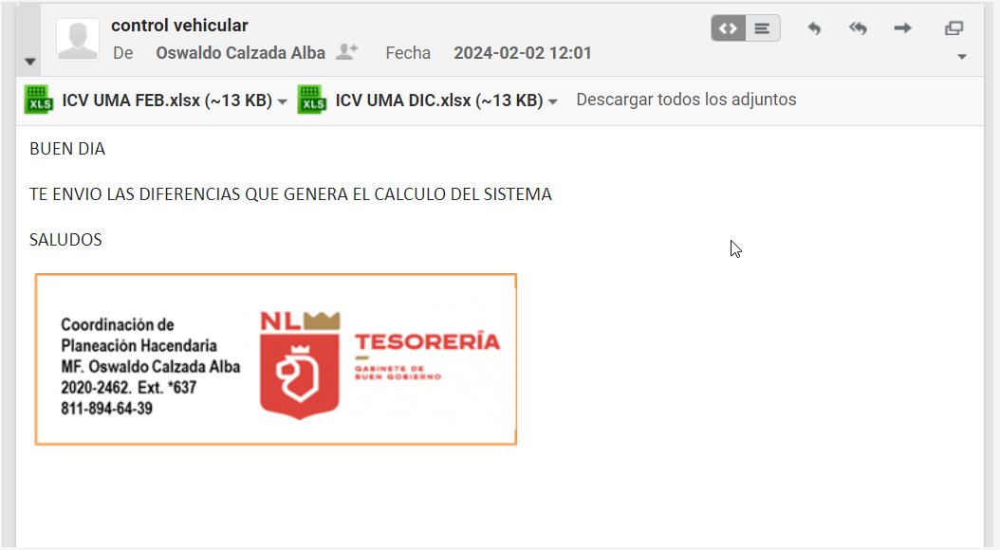 control vehicular
De Oswaldo Calzada Alba Fecha 2024-02-02 12:01
XLS ICV UMA FEB.xlsx (~13 KB) XLS ICV UMA DIC.xlsx (~13 KB) Descargar todos los adjuntos
BUEN DIA
TE ENVIO LAS DIFERENCIAS QUE GENERA EL CALCULO DEL SISTEMA
SALUDOS
Coordinación de
Planeación Hacendaria
MF. Oswaldo Calzada Alba
2020-2462. Ext. *637
811-894-64-39
NL
TESORERÍA
GABINETE DE
BUEN GOBIERNO